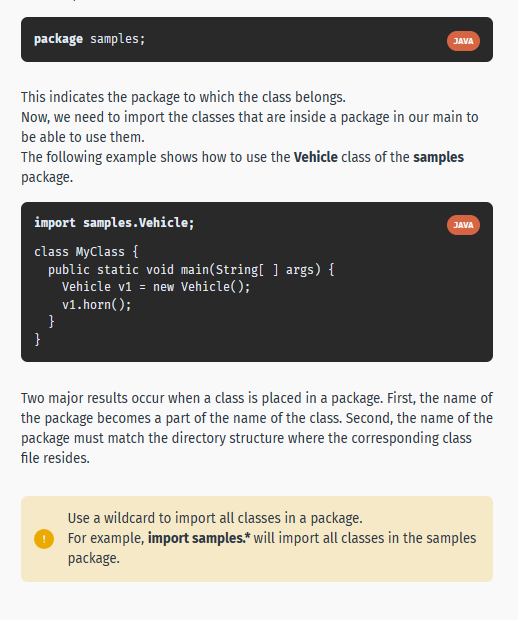 package samples;
JAVA
This indicates the package to which the class belongs.
Now, we need to import the classes that are inside a package in our main to
be able to use them.
The following example shows how to use the Vehicle class of the samples
package.
import samples.Vehicle;
JAVA
class MyClass {
  public static void main(String[ ] args) {
    Vehicle v1 = new Vehicle();
    v1.horn();
  }
}
Two major results occur when a class is placed in a package. First, the name of
the package becomes a part of the name of the class. Second, the name of the
package must match the directory structure where the corresponding class
file resides.
Use a wildcard to import all classes in a package.
!
For example, import samples.* will import all classes in the samples
package.